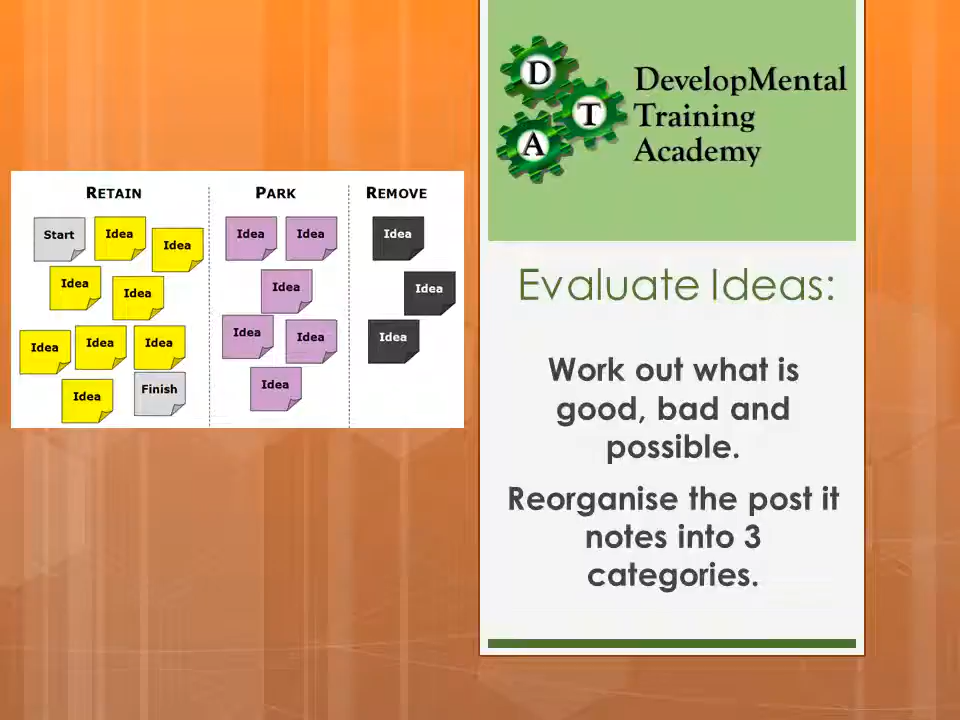 RETAIN
PARK
REMOVE
Start
Idea
Idea
Idea
Idea
Idea
Idea
Idea
Idea
Finish
Idea
Idea
Idea
Idea
Idea
Idea
Idea
Idea
Idea
D
T
A
DevelopMental
Training
Academy
Evaluate Ideas:
Work out what is
good, bad and
possible.
Reorganise the post it
notes into 3
categories.